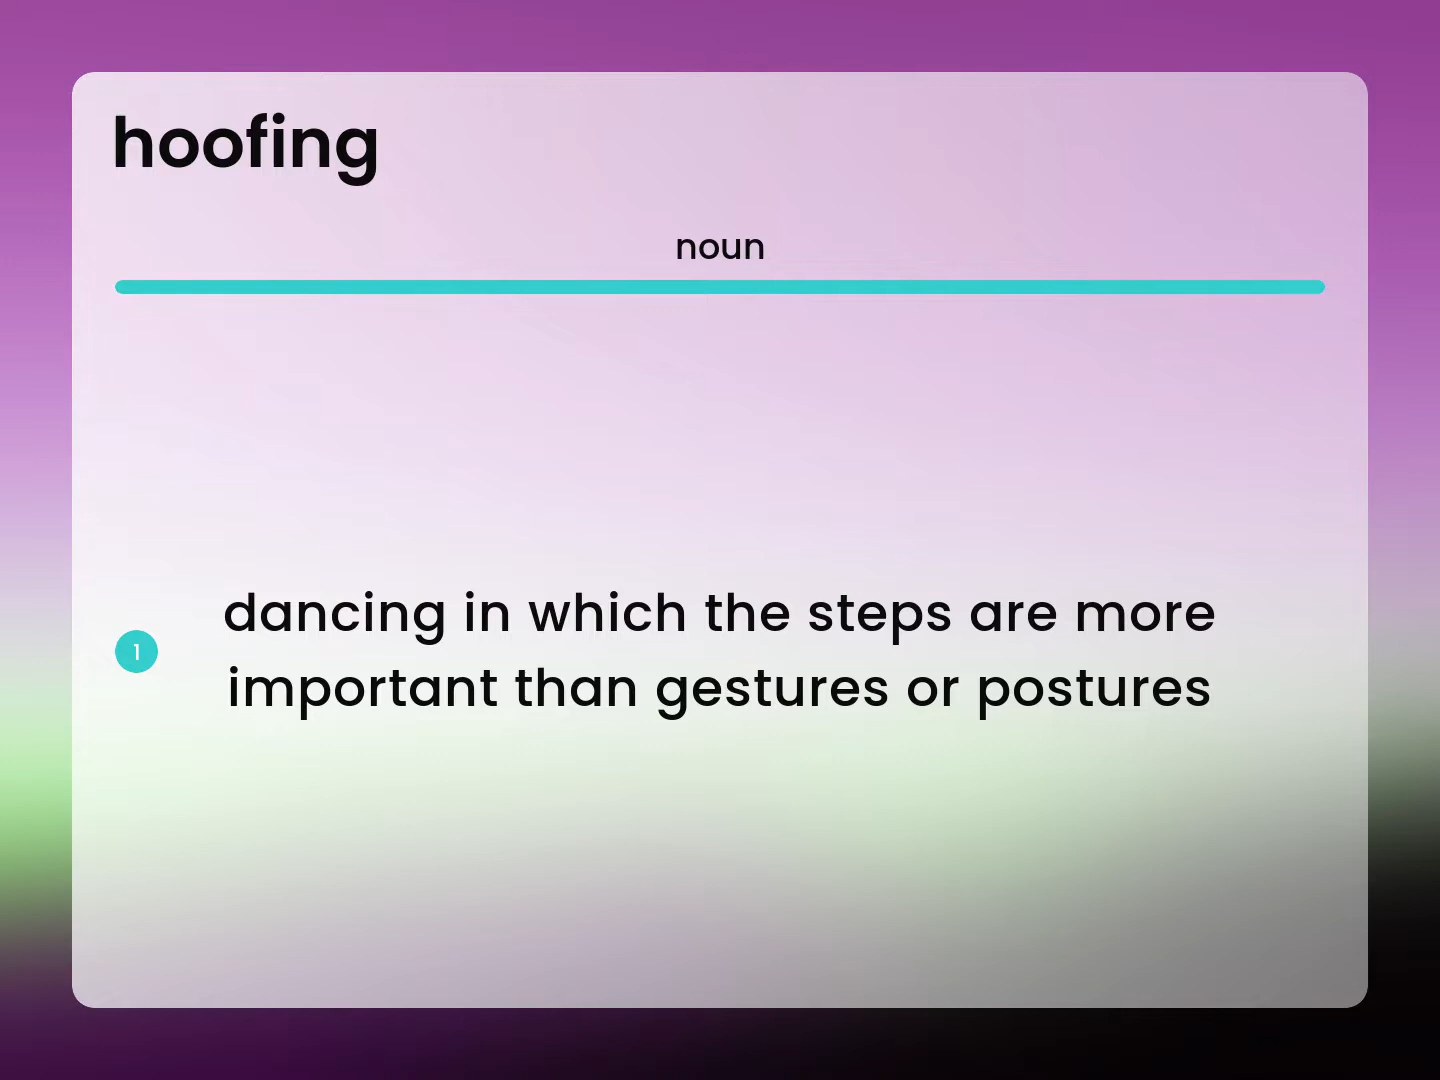 hoofing
noun
1
dancing in which the steps are more
important than gestures or postures